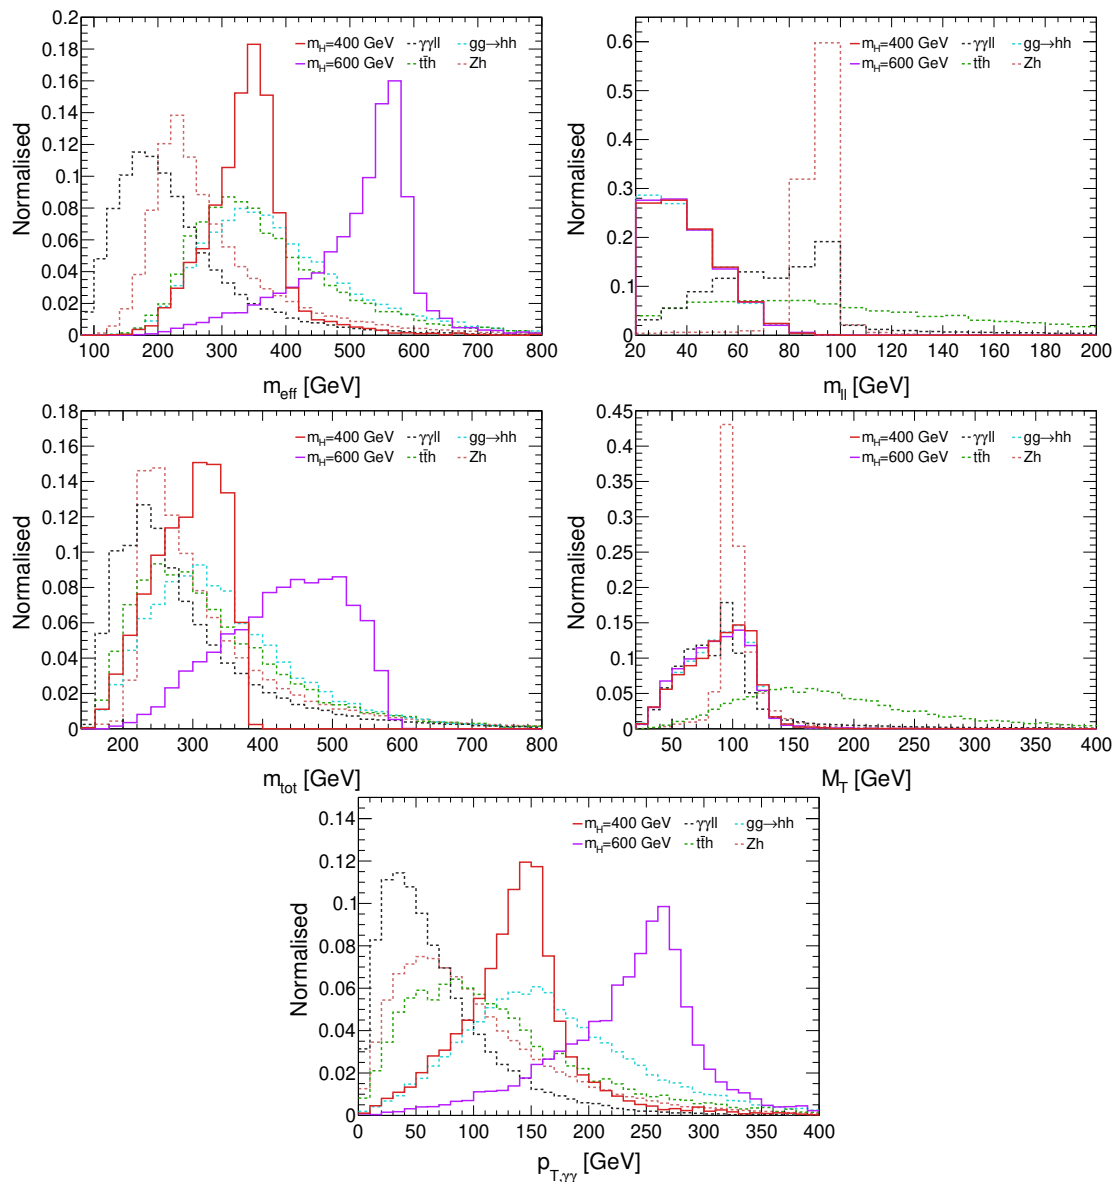 Normalised
0.2
0.18
0.16
0.14
0.12
0.1
0.08
0.06
0.04
0.02
0
m_H=400 GeV γγll gg→hh
m_H=600 GeV tt̄h Zh
100 200 300 400 500 600 700 800
m_eff [GeV]
Normalised
0.6
0.5
0.4
0.3
0.2
0.1
0
m_H=400 GeV γγll gg→hh
m_H=600 GeV tt̄h Zh
20 40 60 80 100 120 140 160 180 200
m_ll [GeV]
Normalised
0.18
0.16
0.14
0.12
0.1
0.08
0.06
0.04
0.02
0
m_H=400 GeV γγll gg→hh
m_H=600 GeV tt̄h Zh
200 300 400 500 600 700 800
m_tot [GeV]
Normalised
0.45
0.4
0.35
0.3
0.25
0.2
0.15
0.1
0.05
0
m_H=400 GeV γγll gg→hh
m_H=600 GeV tt̄h Zh
50 100 150 200 250 300 350 400
M_T [GeV]
Normalised
0.14
0.12
0.1
0.08
0.06
0.04
0.02
0
m_H=400 GeV γγll gg→hh
m_H=600 GeV tt̄h Zh
0 50 100 150 200 250 300 350 400
p_T,γγ [GeV]